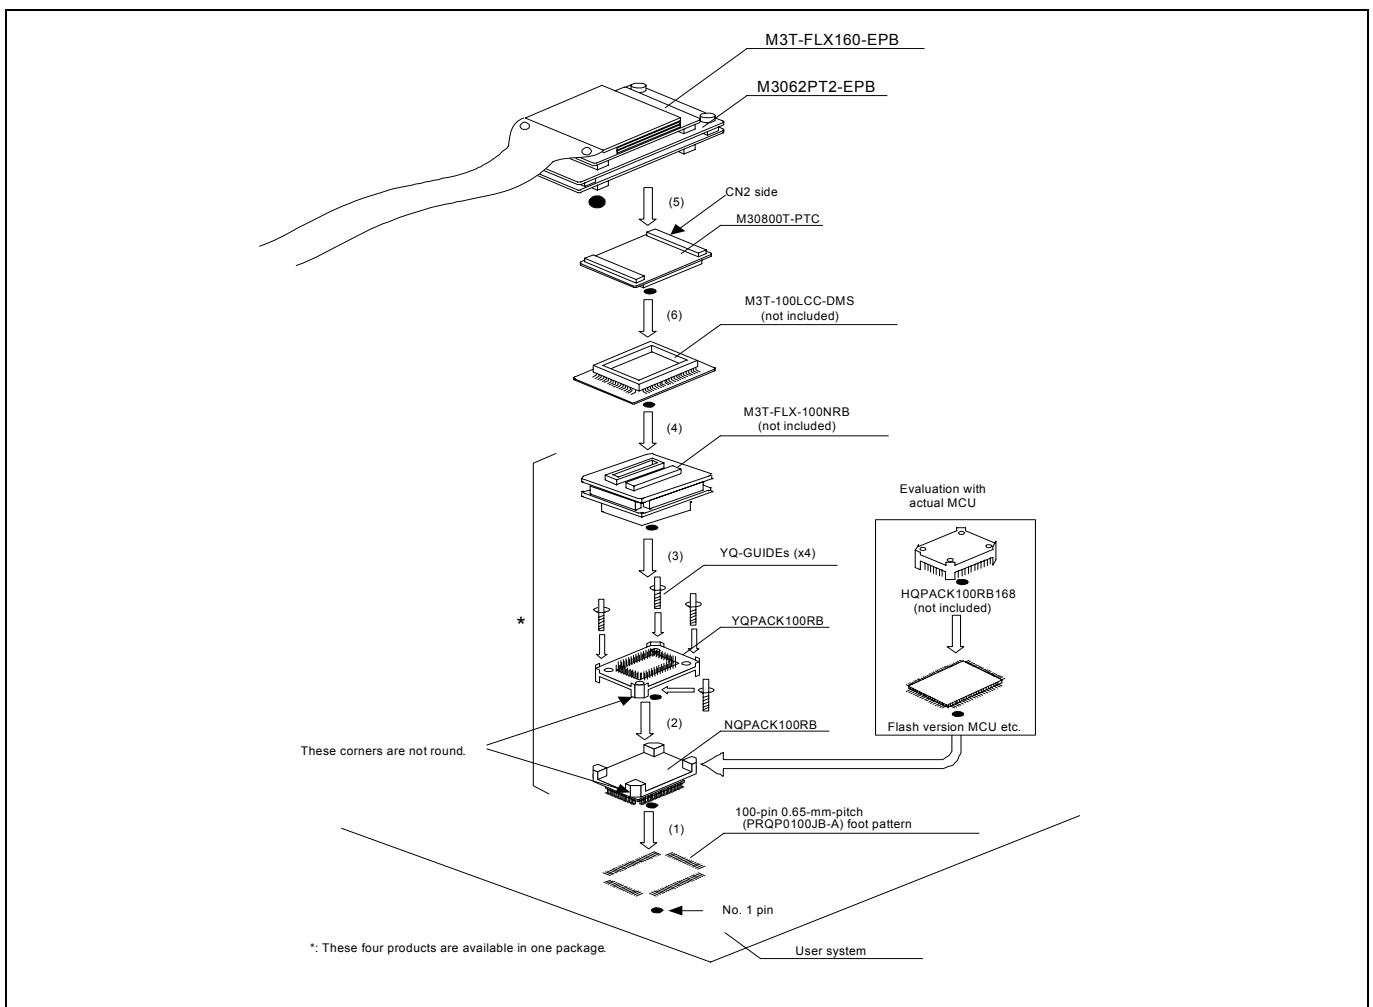 M3T-FLX160-EPB
M3062PT2-EPB
CN2 side
(5)
M30800T-PTC
(6)
M3T-100LCC-DMS
(not included)
(4)
M3T-FLX-100NRB
(not included)
Evaluation with
actual MCU
(3)
YQ-GUIDEs (x4)
HQPACK100RB168
(not included)
*
YQPACK100RB
(2)
NQPACK100RB
Flash version MCU etc.
These corners are not round.
100-pin 0.65-mm-pitch
(PRQP0100JB-A) foot pattern
(1)
No. 1 pin
*: These four products are available in one package.
User system